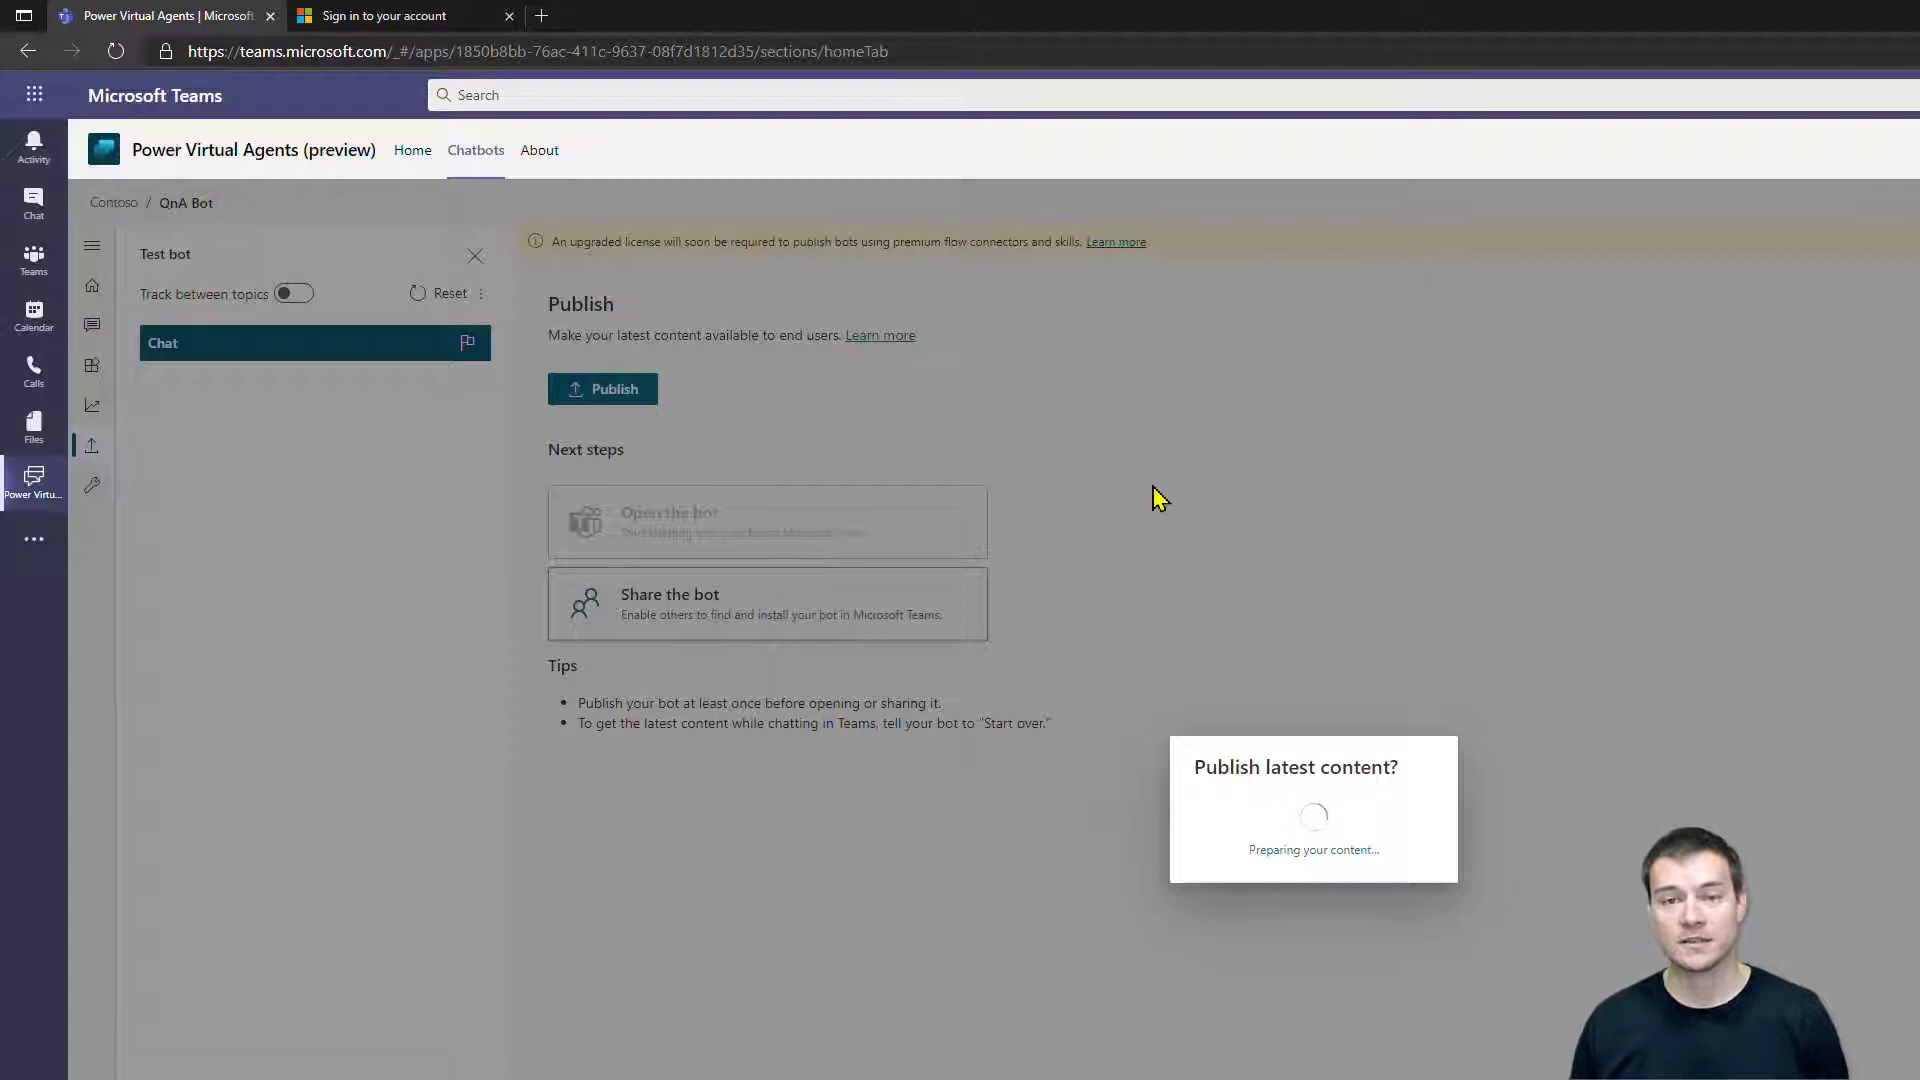 Power Virtual Agents | Microsoft
Sign in to your account
https://teams.microsoft.com/_#/apps/1850b8bb-76ac-411c-9637-08f7d1812d35/sections/homeTab
Microsoft Teams
Search
Activity
Chat
Teams
Calendar
Calls
Files
Power Virtu...
Power Virtual Agents (preview)
Home
Chatbots
About
Contoso / QnA Bot
Test bot
Track between topics
Reset
Chat
An upgraded license will soon be required to publish bots using premium flow connectors and skills. Learn more
Publish
Make your latest content available to end users. Learn more
Publish
Next steps
Open the bot
Share the bot
Enable others to find and install your bot in Microsoft Teams.
Tips
• Publish your bot at least once before opening or sharing it.
• To get the latest content while chatting in Teams, tell your bot to "Start over."
Publish latest content?
Preparing your content...